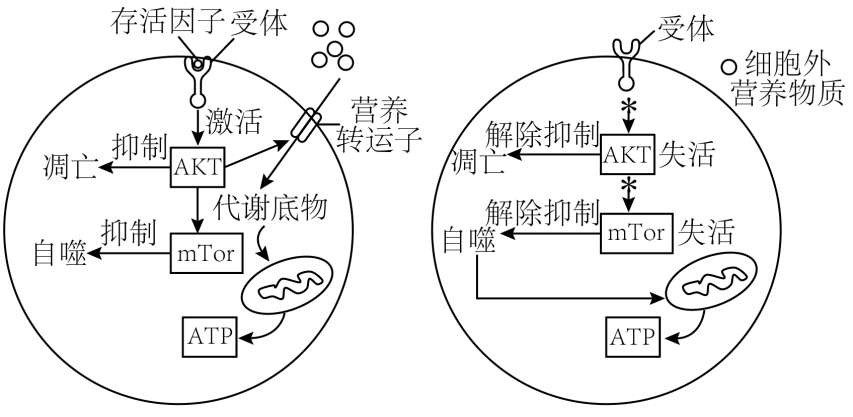 存活因子
受体
激活
营养
转运子
抑制
凋亡
AKT
代谢底物
抑制
自噬
mTor
ATP
受体
细胞外
营养物质
*
解除抑制
凋亡
AKT
失活
*
解除抑制
自噬
mTor
失活
ATP